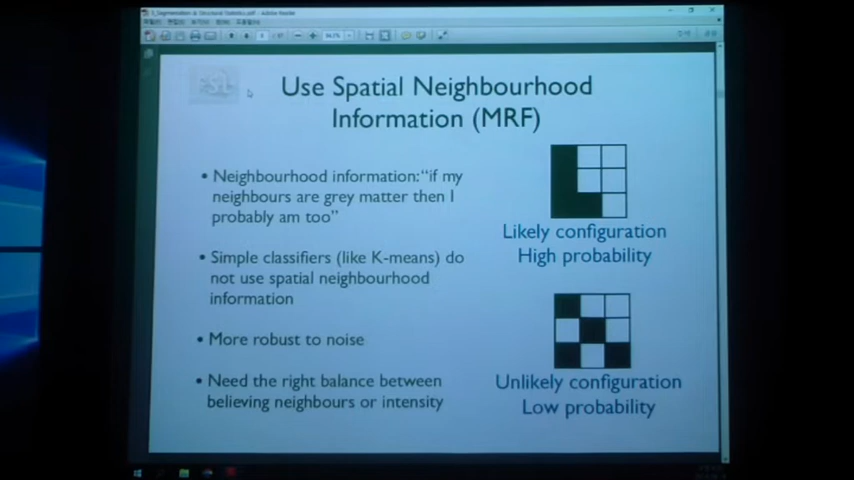 Use Spatial Neighbourhood
Information (MRF)
• Neighbourhood information: “if my
neighbours are grey matter then I
probably am too”
• Simple classifiers (like K-means) do
not use spatial neighbourhood
information
• More robust to noise
• Need the right balance between
believing neighbours or intensity
Likely configuration
High probability
Unlikely configuration
Low probability